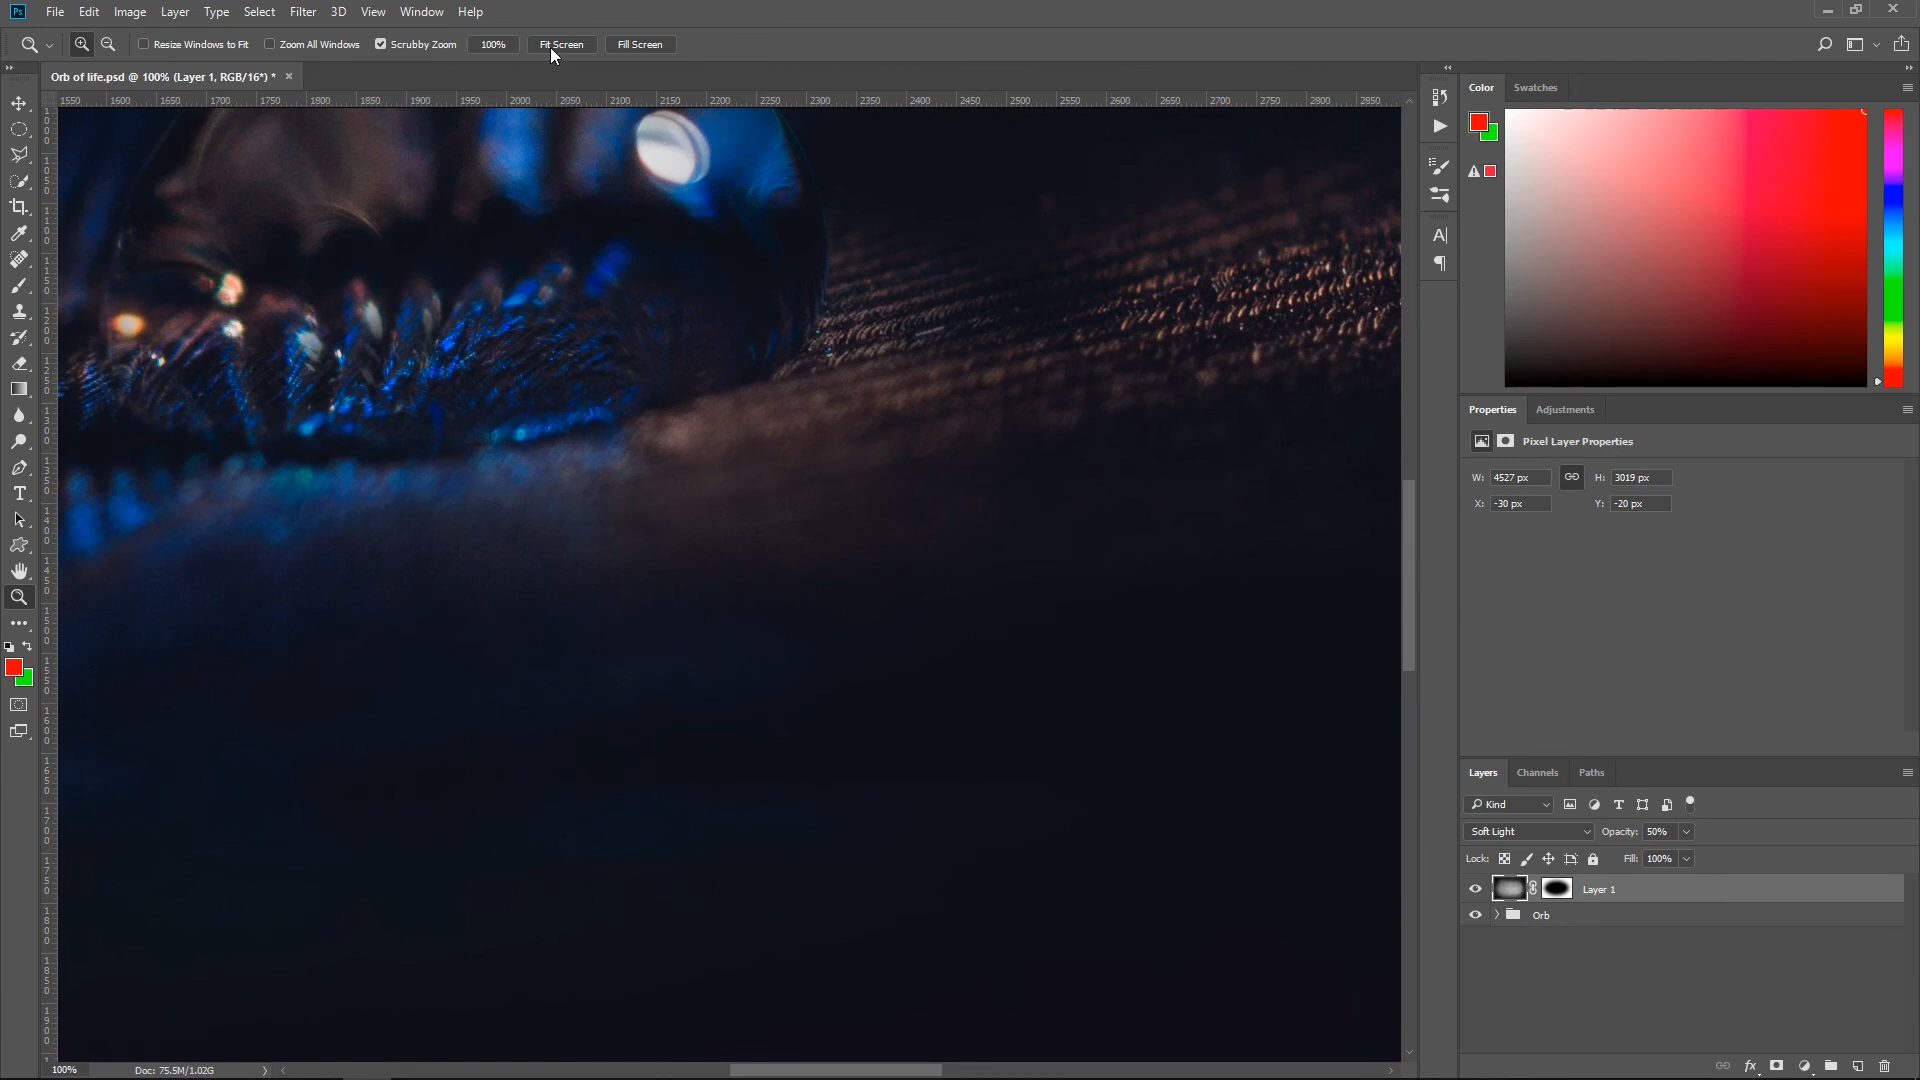 Ps File Edit Image Layer Type Select Filter 3D View Window Help
Resize Windows to Fit Zoom All Windows Scrubby Zoom 100% Fit Screen Fill Screen
Orb of life.psd @ 100% (Layer 1, RGB/16*) *
1550 1600 1650 1700 1750 1800 1850 1900 1950 2000 2050 2100 2150 2200 2250 2300 2350 2400 2450 2500 2550 2600 2650 2700 2750 2800 2850
Color Swatches
Properties Adjustments
Pixel Layer Properties
W: 4527 px H: 3019 px
X: -30 px Y: -20 px
Layers Channels Paths
Kind
Soft Light Opacity: 50%
Lock: Fill: 100%
Layer 1
Orb
100% Doc: 75.5M/1.02G